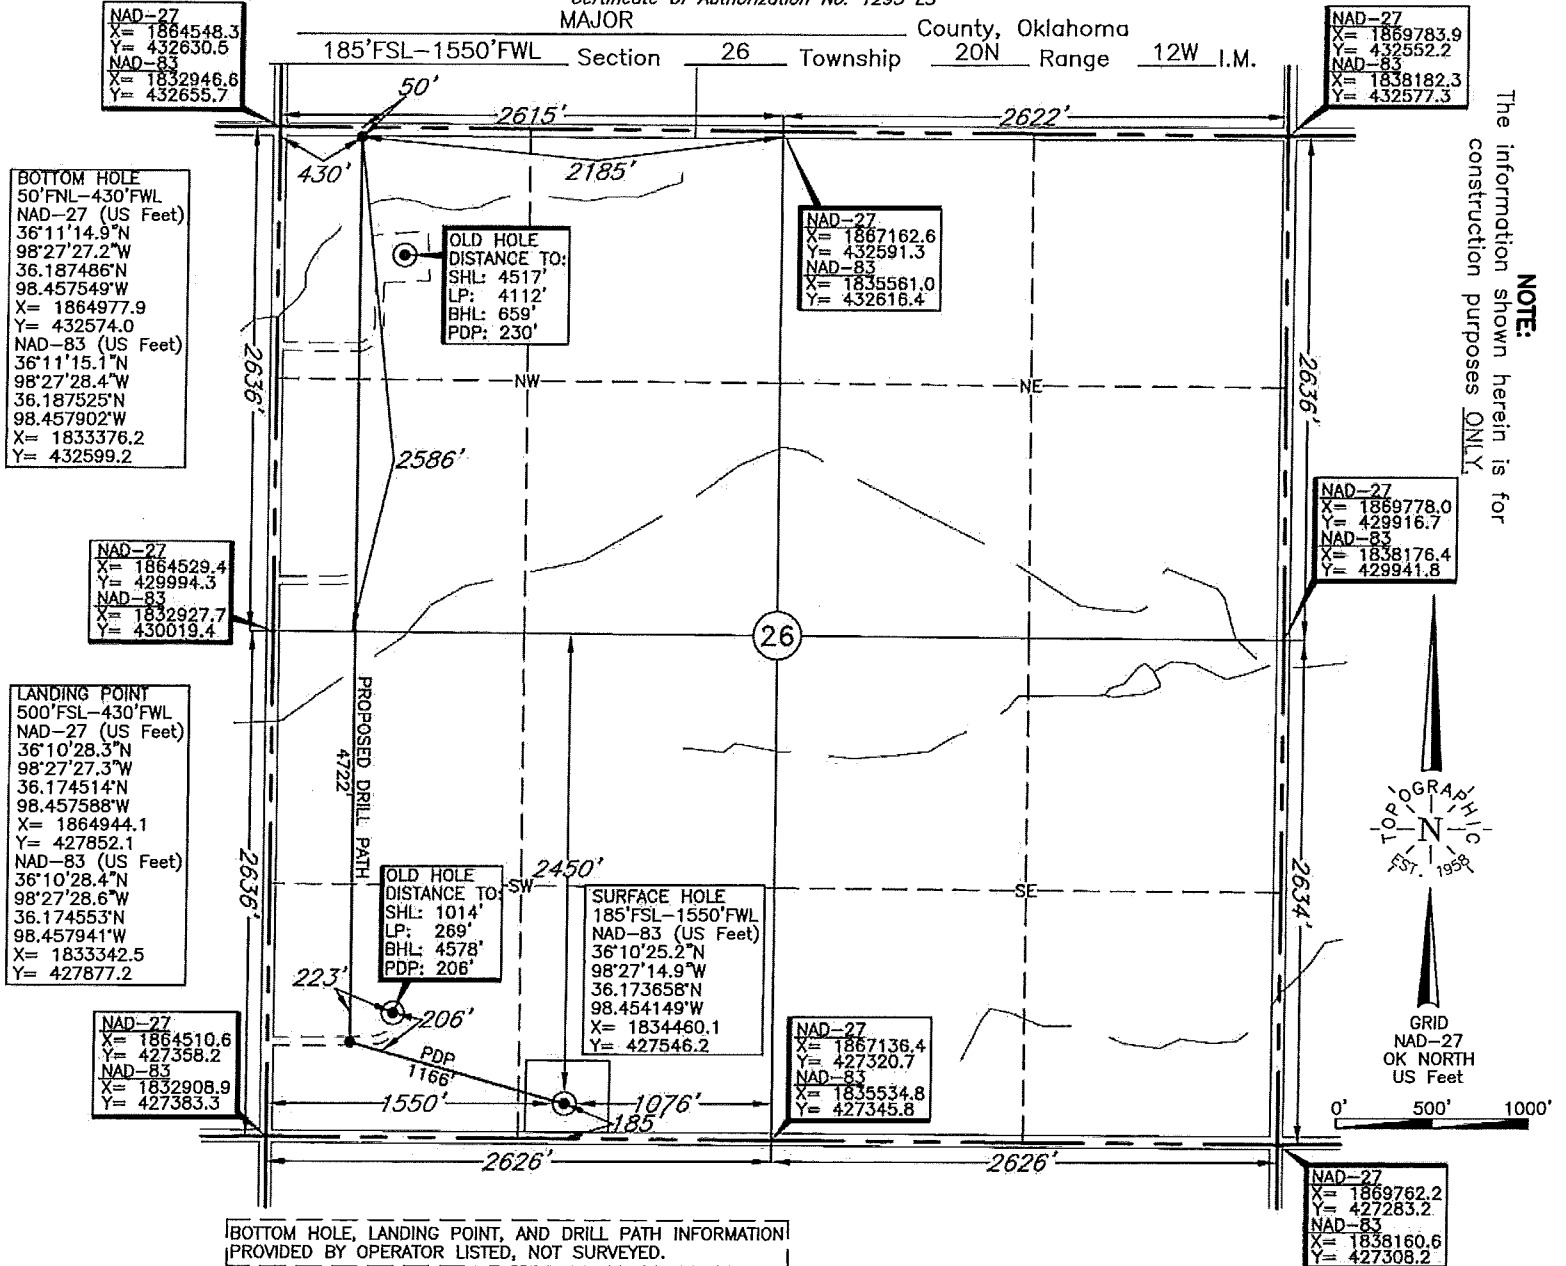 Certificate of Authorization No. 1293 LS
MAJOR County, Oklahoma
185'FSL-1550'FWL Section 26 Township 20N Range 12W I.M.
NAD-27
X= 1864548.3
Y= 432630.5
NAD-83
X= 1832946.6
Y= 432655.7
NAD-27
X= 1869783.9
Y= 432552.2
NAD-83
X= 1838182.3
Y= 432577.3
50'
2615'
2622'
430'
2185'
NOTE:
The information shown herein is for
construction purposes ONLY.
BOTTOM HOLE
50'FNL-430'FWL
NAD-27 (US Feet)
36°11'14.9"N
98°27'27.2"W
36.187486°N
98.457549°W
X= 1864977.9
Y= 432574.0
NAD-83 (US Feet)
36°11'15.1"N
98°27'28.4"W
36.187525°N
98.457902°W
X= 1833376.2
Y= 432599.2
OLD HOLE
DISTANCE TO:
SHL: 4517'
LP: 4112'
BHL: 659'
PDP: 230'
NAD-27
X= 1867162.6
Y= 432591.3
NAD-83
X= 1835561.0
Y= 432616.4
2636'
NW
NE
2636'
2586'
NAD-27
X= 1869778.0
Y= 429916.7
NAD-83
X= 1838176.4
Y= 429941.8
NAD-27
X= 1864529.4
Y= 429994.3
NAD-83
X= 1832927.7
Y= 430019.4
26
LANDING POINT
500'FSL-430'FWL
NAD-27 (US Feet)
36°10'28.3"N
98°27'27.3"W
36.174514°N
98.457588°W
X= 1864944.1
Y= 427852.1
NAD-83 (US Feet)
36°10'28.4"N
98°27'28.6"W
36.174553°N
98.457941°W
X= 1833342.5
Y= 427877.2
PROPOSED DRILL PATH
4722'
TOPOGRAPHIC
N
EST. 1958
2636'
2450'
SW
SE
2634'
OLD HOLE
DISTANCE TO:
SHL: 1014'
LP: 269'
BHL: 4578'
PDP: 206'
SURFACE HOLE
185'FSL-1550'FWL
NAD-83 (US Feet)
36°10'25.2"N
98°27'14.9"W
36.173658°N
98.454149°W
X= 1834460.1
Y= 427546.2
223'
206'
PDP
1166'
NAD-27
X= 1864510.6
Y= 427358.2
NAD-83
X= 1832908.9
Y= 427383.3
NAD-27
X= 1867136.4
Y= 427320.7
NAD-83
X= 1835534.8
Y= 427345.8
GRID
NAD-27
OK NORTH
US Feet
0' 500' 1000'
1550'
1076'
185'
2626'
2626'
NAD-27
X= 1869762.2
Y= 427283.2
NAD-83
X= 1838160.6
Y= 427308.2
BOTTOM HOLE, LANDING POINT, AND DRILL PATH INFORMATION
PROVIDED BY OPERATOR LISTED, NOT SURVEYED.